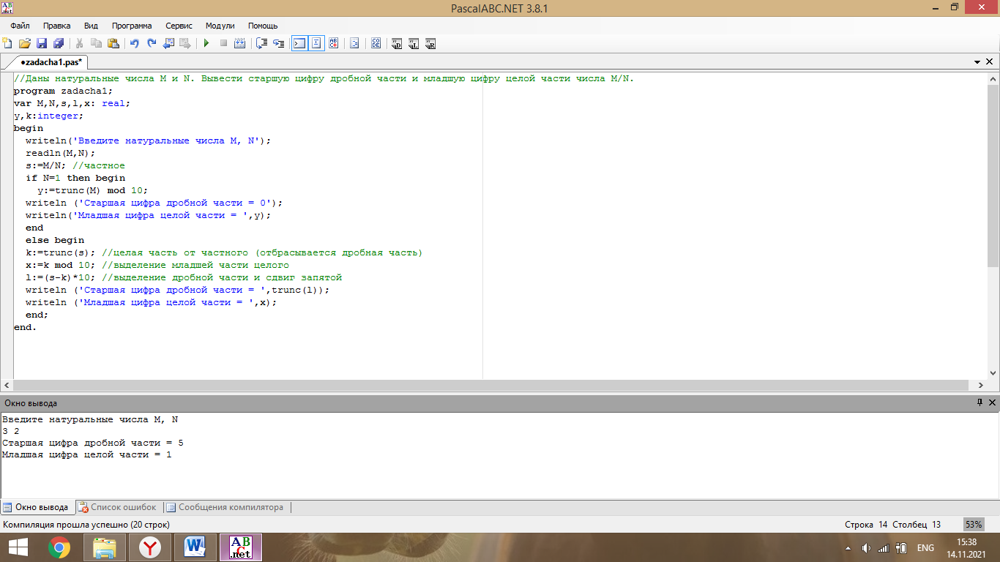 PascalABC.NET 3.8.1
Файл Правка Вид Программа Сервис Модули Помощь
•zadacha1.pas*
//Даны натуральные числа M и N. Вывести старшую цифру дробной части и младшую цифру целой части числа M/N.
program zadacha1;
var M,N,s,l,x: real;
y,k:integer;
begin
writeln('Введите натуральные числа M, N');
readln(M,N);
s:=M/N; //частное
if N=1 then begin
y:=trunc(M) mod 10;
writeln ('Старшая цифра дробной части = 0');
writeln('Младшая цифра целой части = ',y);
end
else begin
k:=trunc(s); //целая часть от частного (отбрасывается дробная часть)
x:=k mod 10; //выделение младшей части целого
l:=(s-k)*10; //выделение дробной части и сдвиг запятой
writeln ('Старшая цифра дробной части = ',trunc(l));
writeln ('Младшая цифра целой части = ',x);
end;
end.
Окно вывода
Введите натуральные числа M, N
3 2
Старшая цифра дробной части = 5
Младшая цифра целой части = 1
Окно вывода Список ошибок Сообщения компилятора
Компиляция прошла успешно (20 строк) Строка 14 Столбец 13 53%
ABC.net ENG 15:38
14.11.2021